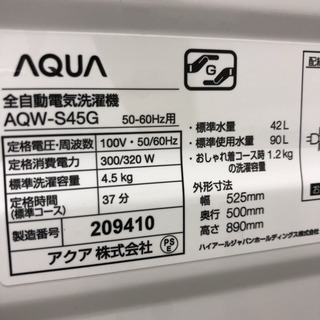 AQUA
全自動電気洗濯機
AQW-S45G 50-60Hz用
定格電圧・周波数 100V・50/60Hz
定格消費電力 300/320 W
標準洗濯容量 4.5 kg
定格時間 (標準コース) 37 分
製造番号 209410
アクア 株式会社
PS
E
G
・標準水量 42L
・標準使用水量 90L
・おしゃれ着コース時 1.2kg
の洗濯容量
外形寸法
幅 525mm
奥行 500mm
高さ 890mm
ハイアールジャパンホールディングス株式会社
配線
お